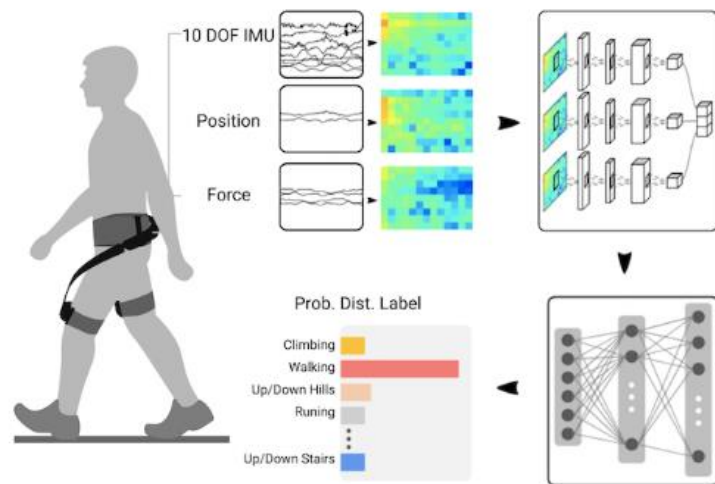 10 DOF IMU
Position
Force
Prob. Dist. Label
Climbing
Walking
Up/Down Hills
Runing
Up/Down Stairs